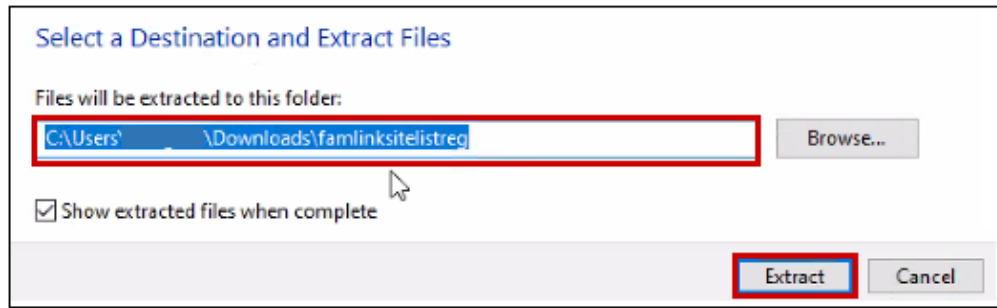 Select a Destination and Extract Files
Files will be extracted to this folder:
C:\Users\ \Downloads\famlinksitelistreg
Browse...
Show extracted files when complete
Extract Cancel